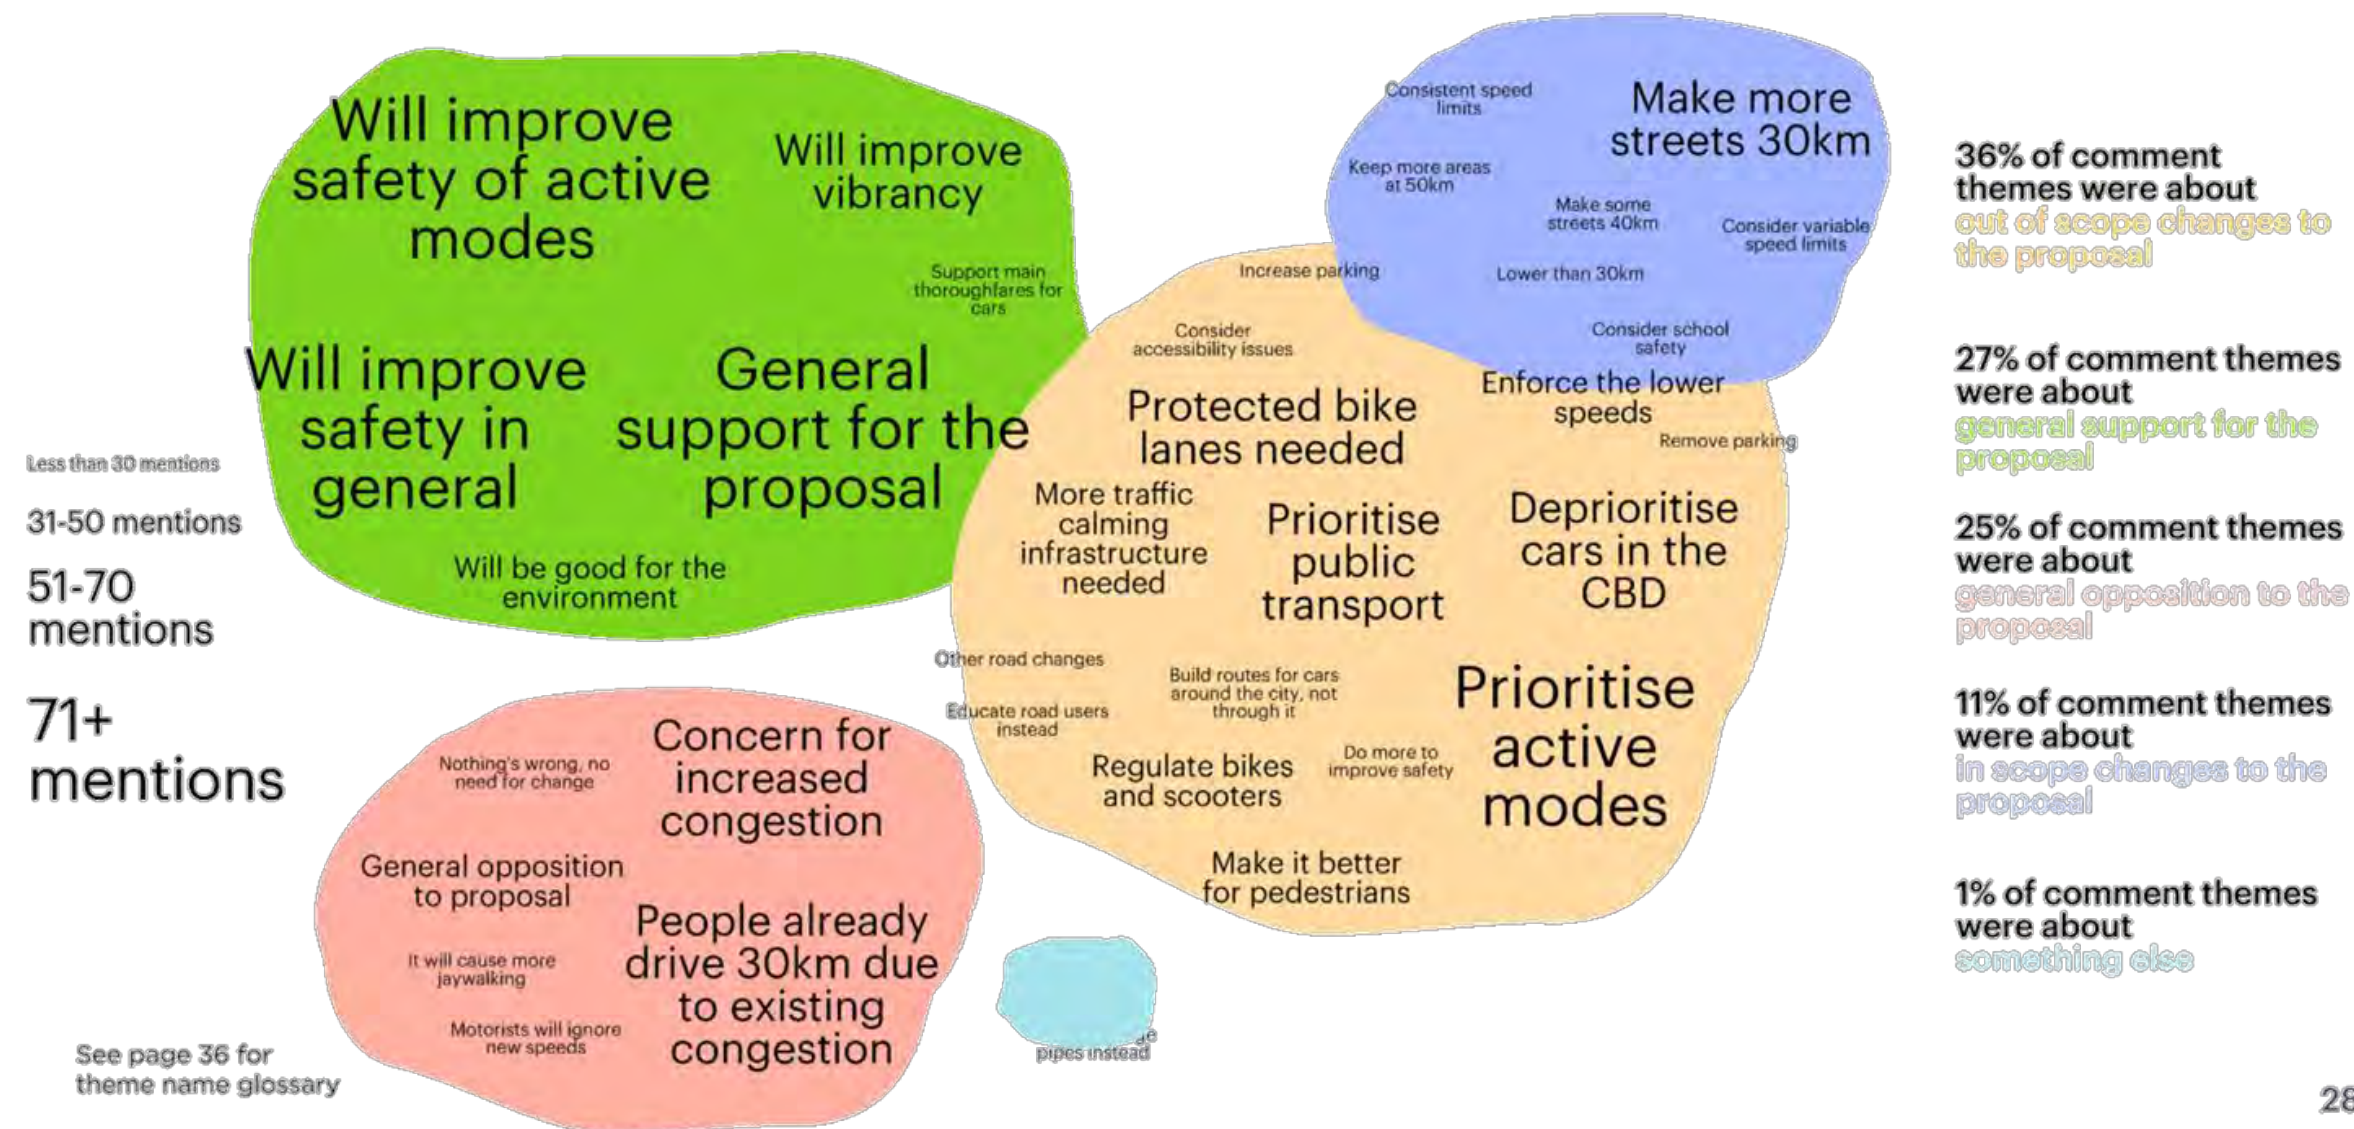 Will improve
safety of active
modes
Will improve
vibrancy
Support main
thoroughfares for
cars
Will improve
safety in
general
General
support for the
proposal
Will be good for the
environment
Less than 30 mentions
31-50 mentions
51-70
mentions
71+
mentions
Consistent speed
limits
Make more
streets 30km
Keep more areas
at 50km
Make some
streets 40km
Consider variable
speed limits
Lower than 30km
Consider school
safety
Increase parking
Consider
accessibility issues
Protected bike
lanes needed
Enforce the lower
speeds
Remove parking
More traffic
calming
infrastructure
needed
Prioritise
public
transport
Deprioritise
cars in the
CBD
Other road changes
Build routes for cars
around the city, not
through it
Educate road users
instead
Prioritise
active
modes
Regulate bikes
and scooters
Do more to
improve safety
Make it better
for pedestrians
Nothing's wrong, no
need for change
Concern for
increased
congestion
General opposition
to proposal
People already
drive 30km due
to existing
congestion
It will cause more
jaywalking
Motorists will ignore
new speeds
pipes instead
36% of comment
themes were about
out of scope changes to
the proposal
27% of comment themes
were about
general support for the
proposal
25% of comment themes
were about
general opposition to the
proposal
11% of comment themes
were about
in scope changes to the
proposal
1% of comment themes
were about
something else
See page 36 for
theme name glossary
28